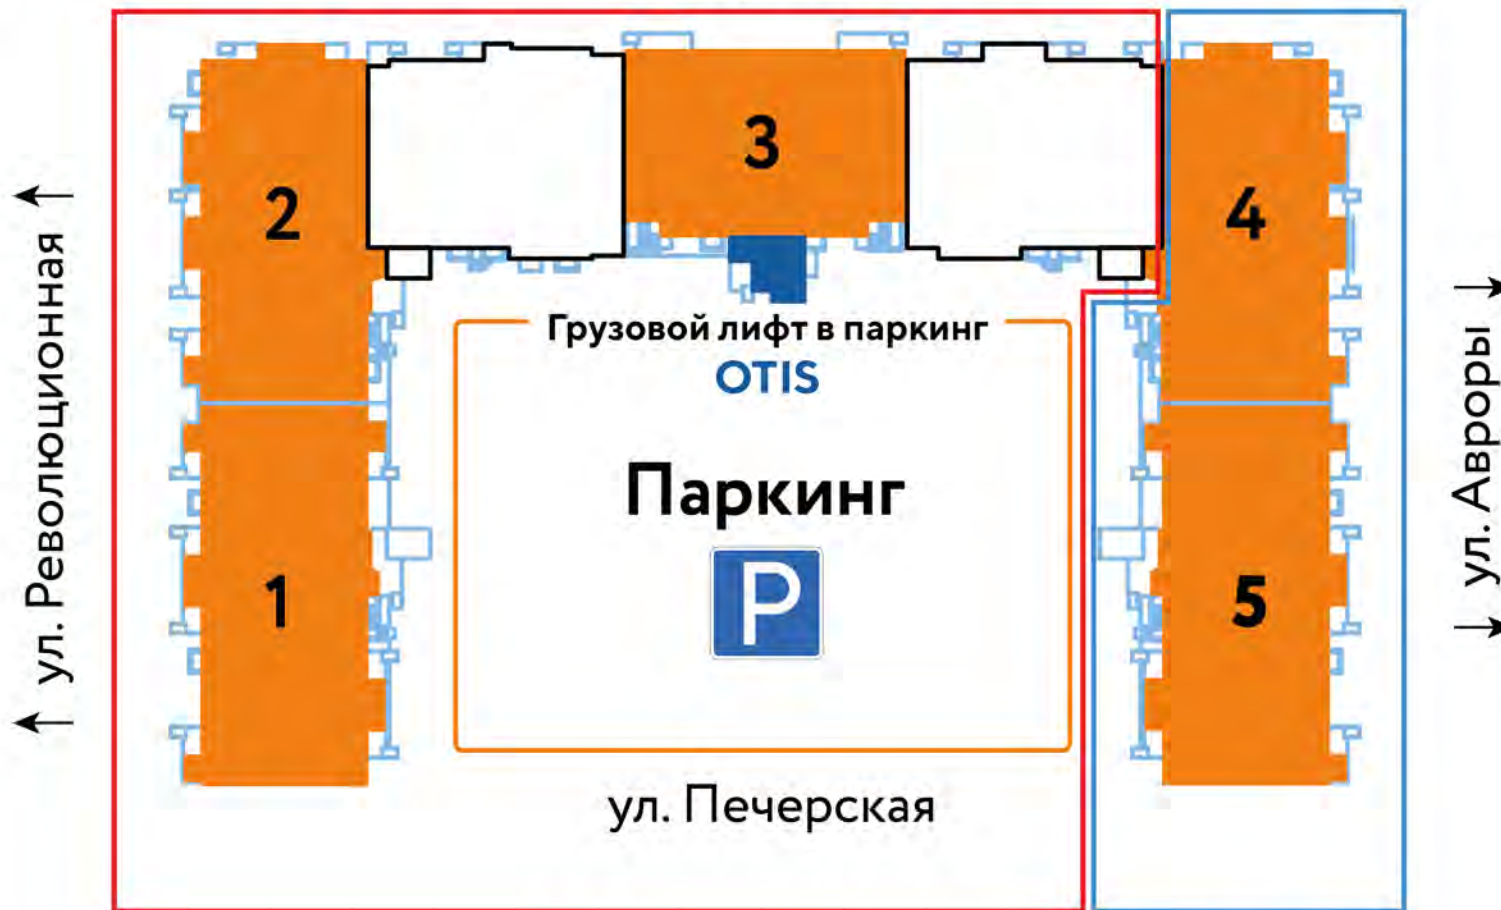 3
2
4
ул. Революционная
Грузовой лифт в паркинг
OTIS
ул. Авроры
Паркинг
P
1
5
ул. Печерская